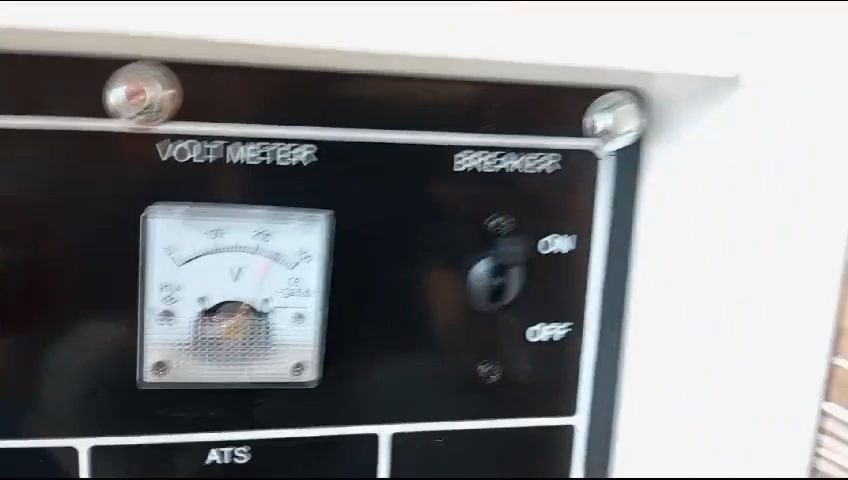 VOLT METER
BREAKER
ON
V
OFF
ATS